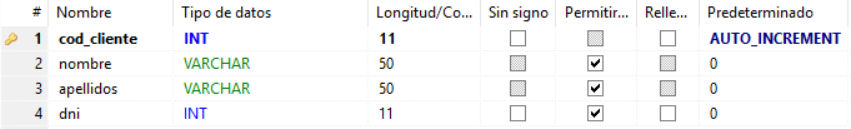 # Nombre Tipo de datos Longitud/Co... Sin signo Permitir... Relle... Predeterminado
1 cod_cliente INT 11 AUTO_INCREMENT
2 nombre VARCHAR 50 0
3 apellidos VARCHAR 50 0
4 dni INT 11 0